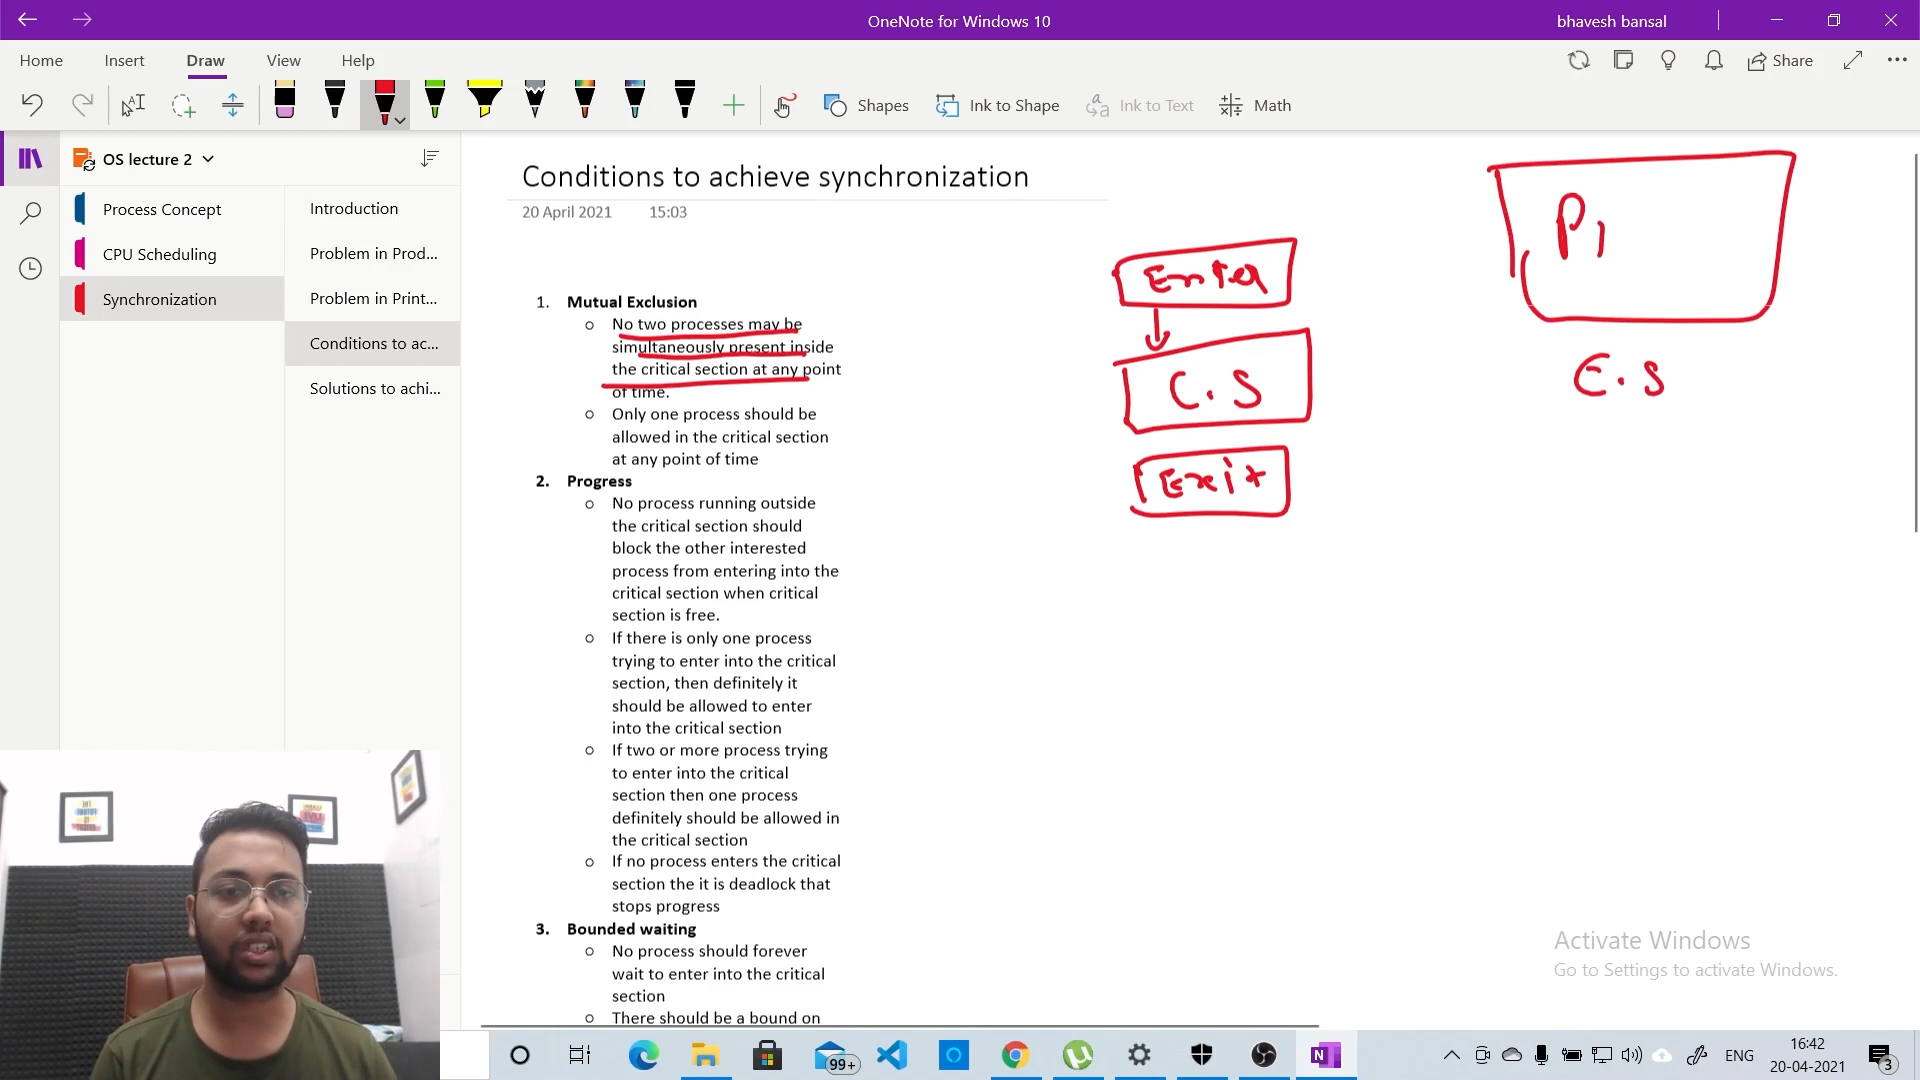 OneNote for Windows 10
bhavesh bansal
Home Insert Draw View Help
Share
Shapes Ink to Shape Ink to Text Math
OS lecture 2
Process Concept
CPU Scheduling
Synchronization
Introduction
Problem in Prod...
Problem in Print...
Conditions to ac...
Solutions to achi...
Conditions to achieve synchronization
20 April 2021 15:03
1. Mutual Exclusion
o No two processes may be
simultaneously present inside
the critical section at any point
of time.
o Only one process should be
allowed in the critical section
at any point of time
2. Progress
o No process running outside
the critical section should
block the other interested
process from entering into the
critical section when critical
section is free.
o If there is only one process
trying to enter into the critical
section, then definitely it
should be allowed to enter
into the critical section
o If two or more process trying
to enter into the critical
section then one process
definitely should be allowed in
the critical section
o If no process enters the critical
section the it is deadlock that
stops progress
3. Bounded waiting
o No process should forever
wait to enter into the critical
section
o There should be a bound on
Enter
C.S
Exit
P1
C.S
Activate Windows
Go to Settings to activate Windows.
99+
ENG
16:42
20-04-2021
3